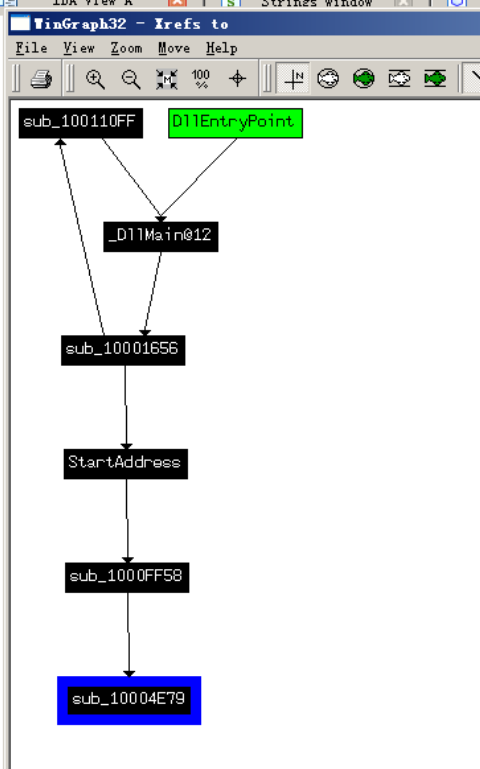 IDA View-A Strings window
WinGraph32 - Xrefs to
File View Zoom Move Help
100 %
N
sub_100110FF DllEntryPoint
_DllMain@12
sub_10001656
StartAddress
sub_1000FF58
sub_10004E79